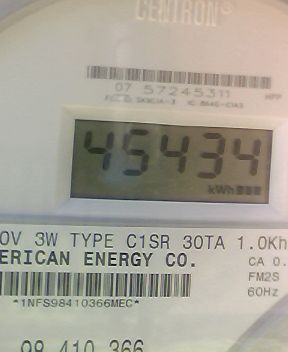 CENTRON®
07 57245311
45434
kWh
0V 3W TYPE C1SR 30TA 1.0Kh
ERICAN ENERGY CO.
CA 0.
FM2S
60Hz
*1NFS98410366MEC*
98 410 366